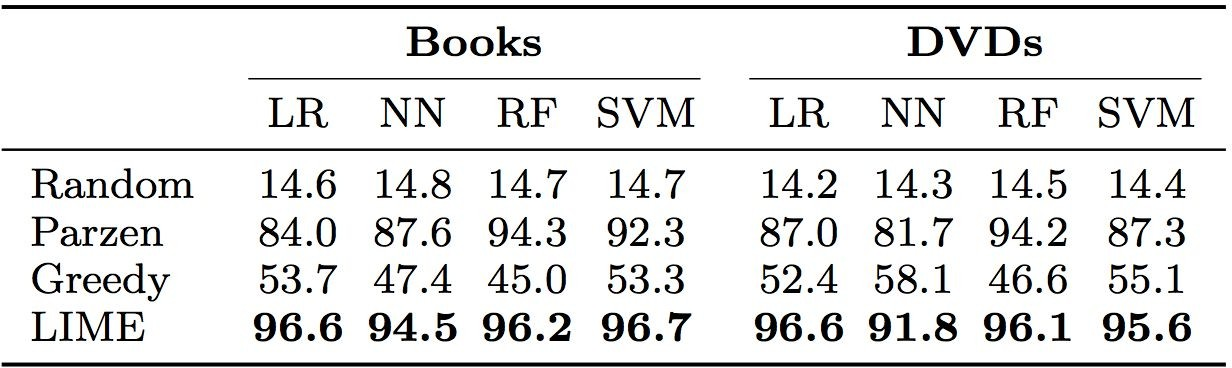 Books DVDs
LR NN RF SVM LR NN RF SVM
Random 14.6 14.8 14.7 14.7 14.2 14.3 14.5 14.4
Parzen 84.0 87.6 94.3 92.3 87.0 81.7 94.2 87.3
Greedy 53.7 47.4 45.0 53.3 52.4 58.1 46.6 55.1
LIME 96.6 94.5 96.2 96.7 96.6 91.8 96.1 95.6